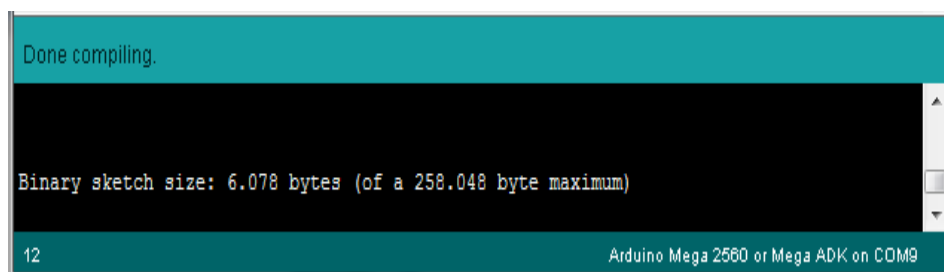 Done compiling.
Binary sketch size: 6.078 bytes (of a 258.048 byte maximum)
12
Arduino Mega 2560 or Mega ADK on COM9